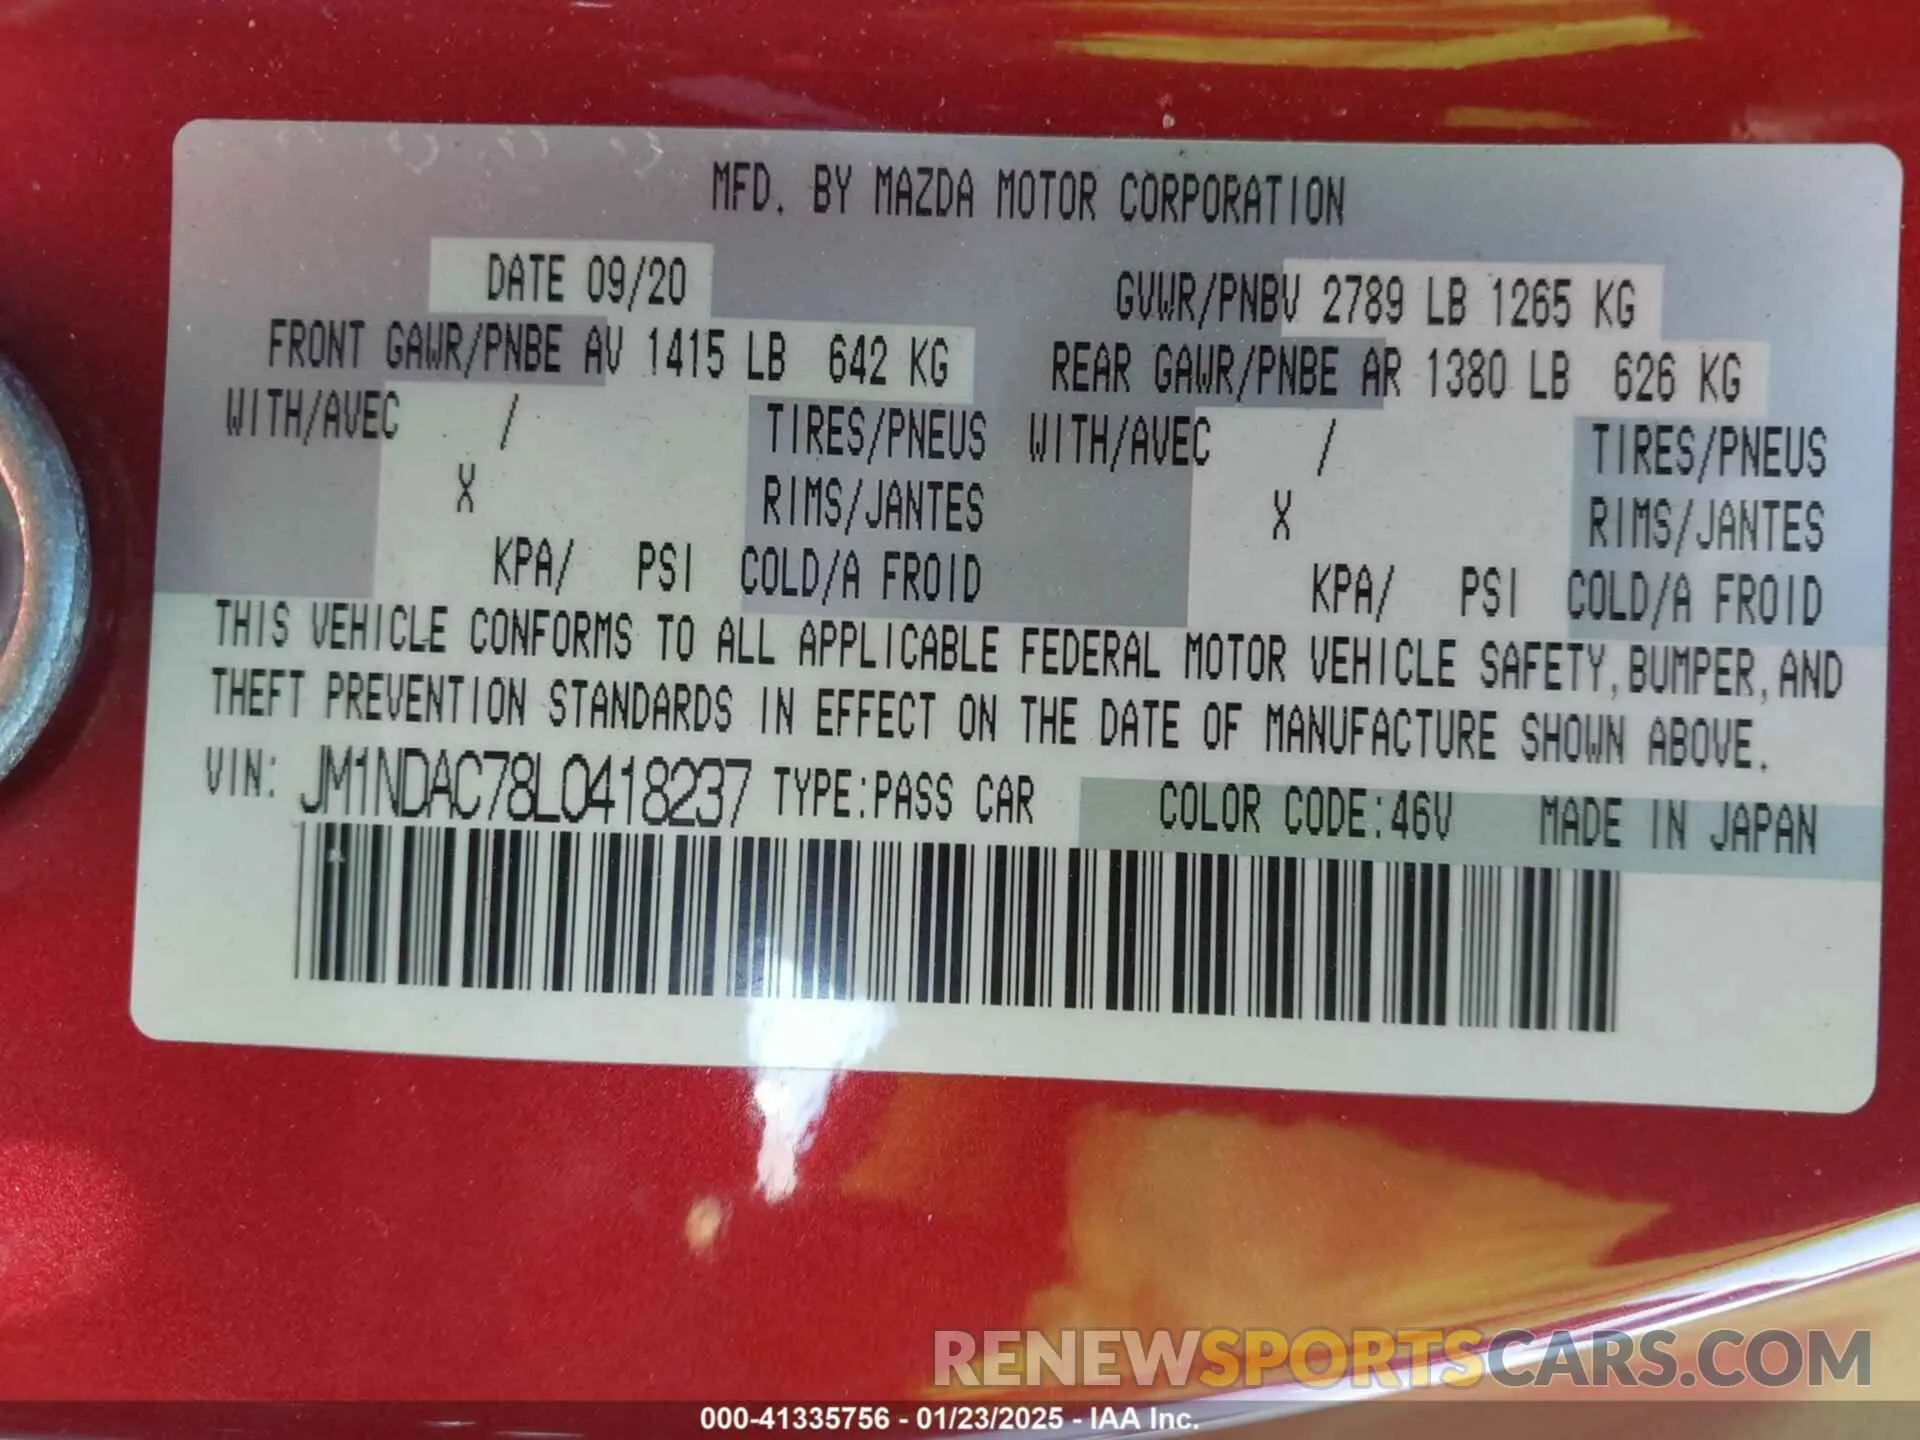 MFD. BY MAZDA MOTOR CORPORATION
DATE 09/20 GVWR/PNBV 2789 LB 1265 KG
FRONT GAWR/PNBE AV 1415 LB 642 KG REAR GAWR/PNBE AR 1380 LB 626 KG
WITH/AVEC / TIRES/PNEUS WITH/AVEC / TIRES/PNEUS
X RIMS/JANTES X RIMS/JANTES
KPA/ PSI COLD/A FROID KPA/ PSI COLD/A FROID
THIS VEHICLE CONFORMS TO ALL APPLICABLE FEDERAL MOTOR VEHICLE SAFETY, BUMPER, AND
THEFT PREVENTION STANDARDS IN EFFECT ON THE DATE OF MANUFACTURE SHOWN ABOVE.
VIN: JM1NDAC78L0418237 TYPE:PASS CAR COLOR CODE:46V MADE IN JAPAN
RENEWSPORTSCARS.COM
000-41335756 - 01/23/2025 - IAA Inc.